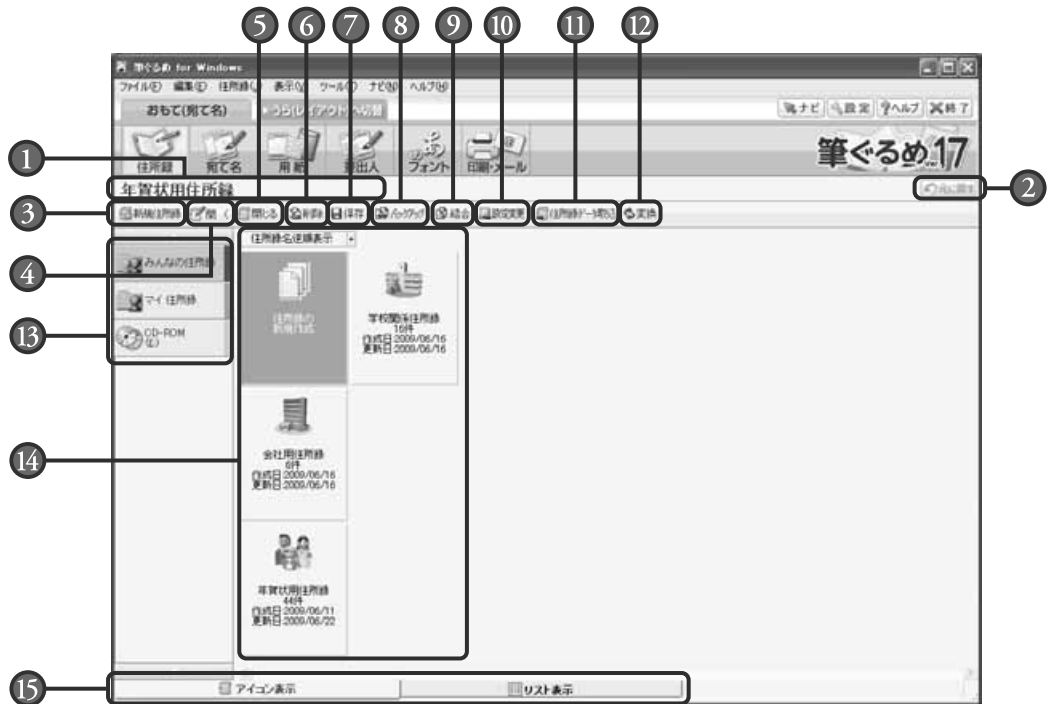 5 6 7 8 9 10 11 12
筆ぐるめ for Windows
ファイル(F) 編集(E) 住所録 表示(V) ツール ナビ(N) ヘルプ(H)
おもて(宛て名) ナビ 設定 ?ヘルプ 終了
1 住所録 宛て名 用紙 差出人 フォント 印刷・メール 筆ぐるめ17
年賀状用住所録 元に戻す 2
3 新規住所録 開く 閉じる 削除 保存 バックアップ 結合 設定変更 住所録データ取込 変換
住所録名逆順表示
4 みんなの住所録
マイ 住所録
13 CD-ROM
(E)
住所録の
新規作成
学校関係住所録
16件
作成日:2009/06/16
更新日:2009/06/16
14 会社用住所録
6件
作成日:2009/06/16
更新日:2009/06/16
年賀状用住所録
44件
作成日:2009/06/11
更新日:2009/06/22
15 アイコン表示 リスト表示